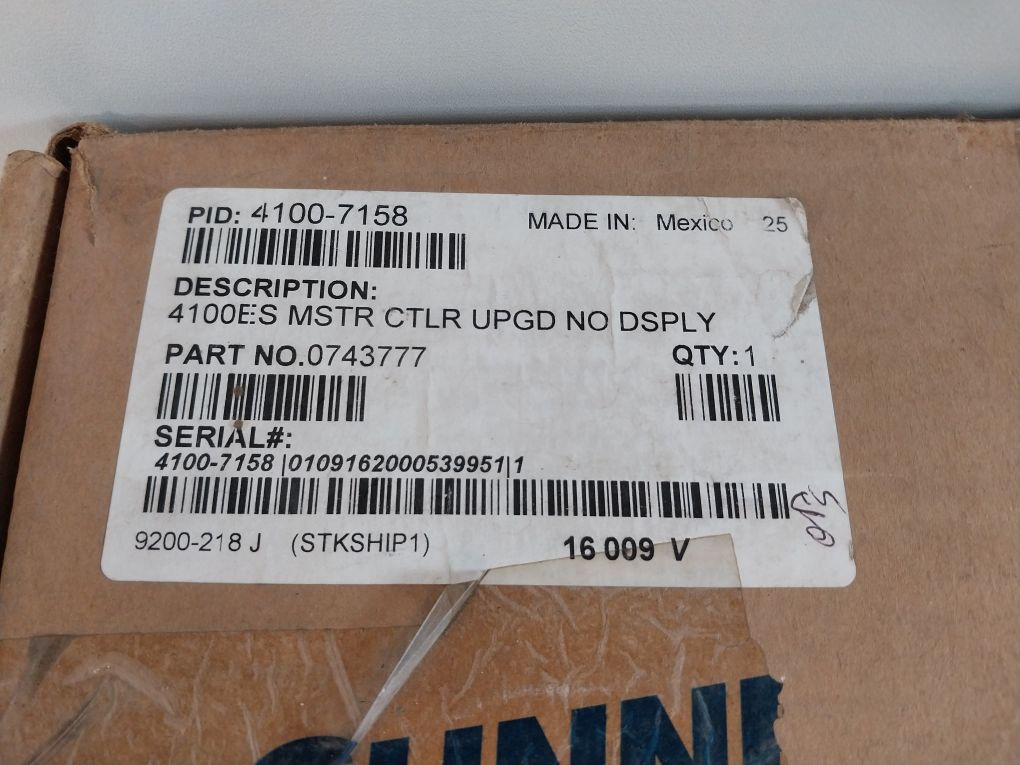 PID: 4100-7158
MADE IN: Mexico 25
DESCRIPTION:
4100ES MSTR CTLR UPGD NO DSPLY
PART NO.0743777
QTY:1
SERIAL#:
4100-7158 |0109162000539951|1
9200-218 J (STKSHIP1)
16 009 V